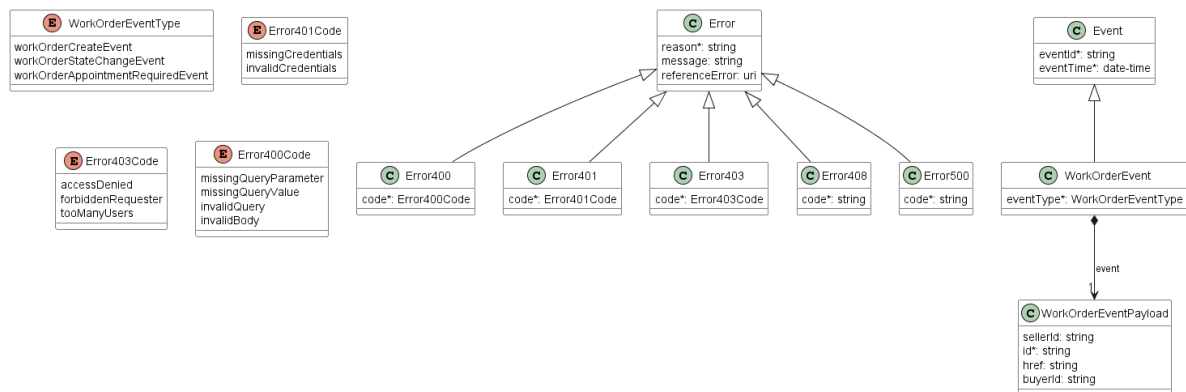 E WorkOrderEventType
workOrderCreateEvent
workOrderStateChangeEvent
workOrderAppointmentRequiredEvent
E Error401Code
missingCredentials
invalidCredentials
C Error
reason*: string
message: string
referenceError: uri
C Event
eventId*: string
eventTime*: date-time
E Error403Code
accessDenied
forbiddenRequester
tooManyUsers
E Error400Code
missingQueryParameter
missingQueryValue
invalidQuery
invalidBody
C Error400
code*: Error400Code
C Error401
code*: Error401Code
C Error403
code*: Error403Code
C Error408
code*: string
C Error500
code*: string
C WorkOrderEvent
eventType*: WorkOrderEventType
event
1
C WorkOrderEventPayload
sellerId: string
id*: string
href: string
buyerId: string